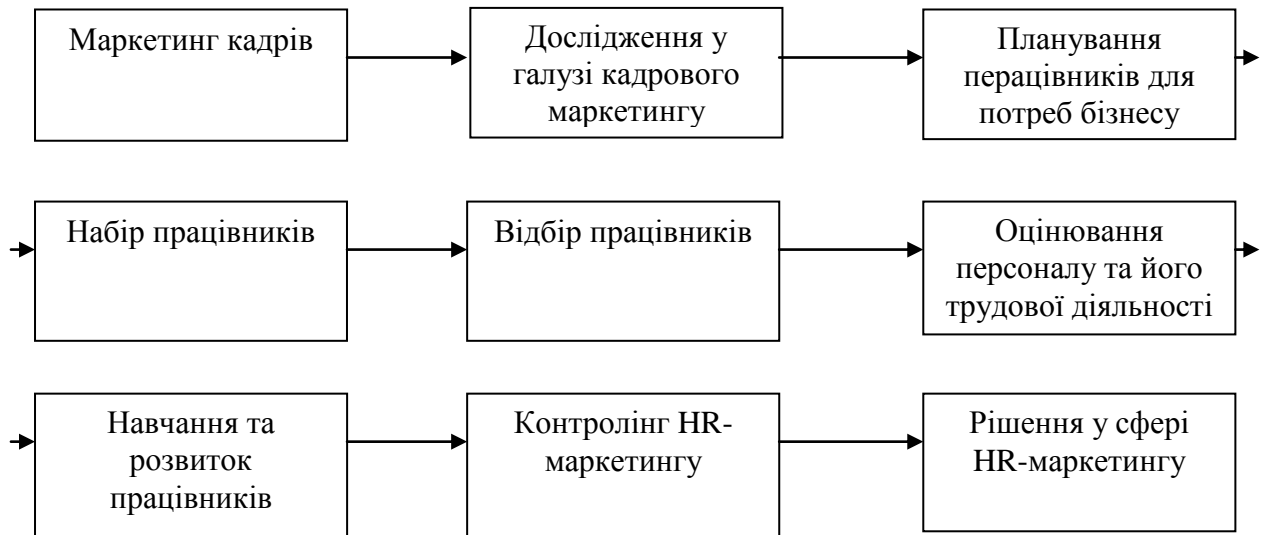 Маркетинг кадрів
Дослідження у
галузі кадрового
маркетингу
Планування
перацівників для
потреб бізнесу
Набір працівників
Відбір працівників
Оцінювання
персоналу та його
трудової діяльності
Навчання та
розвиток
працівників
Контролінг HR-
маркетингу
Рішення у сфері
HR-маркетингу